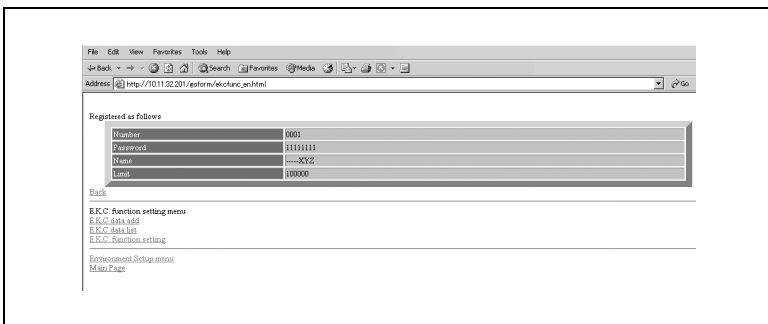 File Edit View Favorites Tools Help
Back Search Favorites Media
Address http://10.11.32.201/goform/ekcfunc_en.html Go
Registered as follows
Number 0001
Password 11111111
Name -----XYZ
Limit 100000
Back
E.K.C. function setting menu
E.K.C data add
E.K.C data list
E.K.C. function setting
Environment Setup menu
Main Page